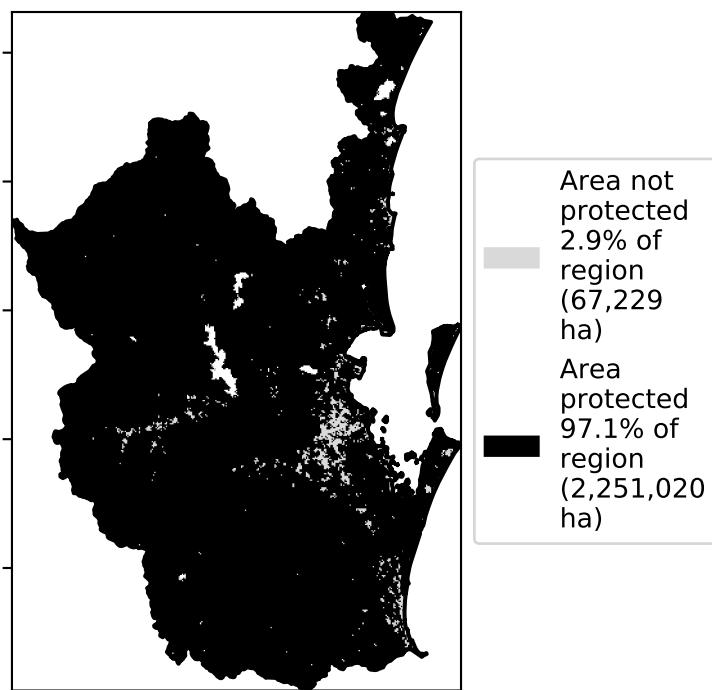 Area not
protected
2.9% of
region
(67,229
ha)
Area
protected
97.1% of
region
(2,251,020
ha)